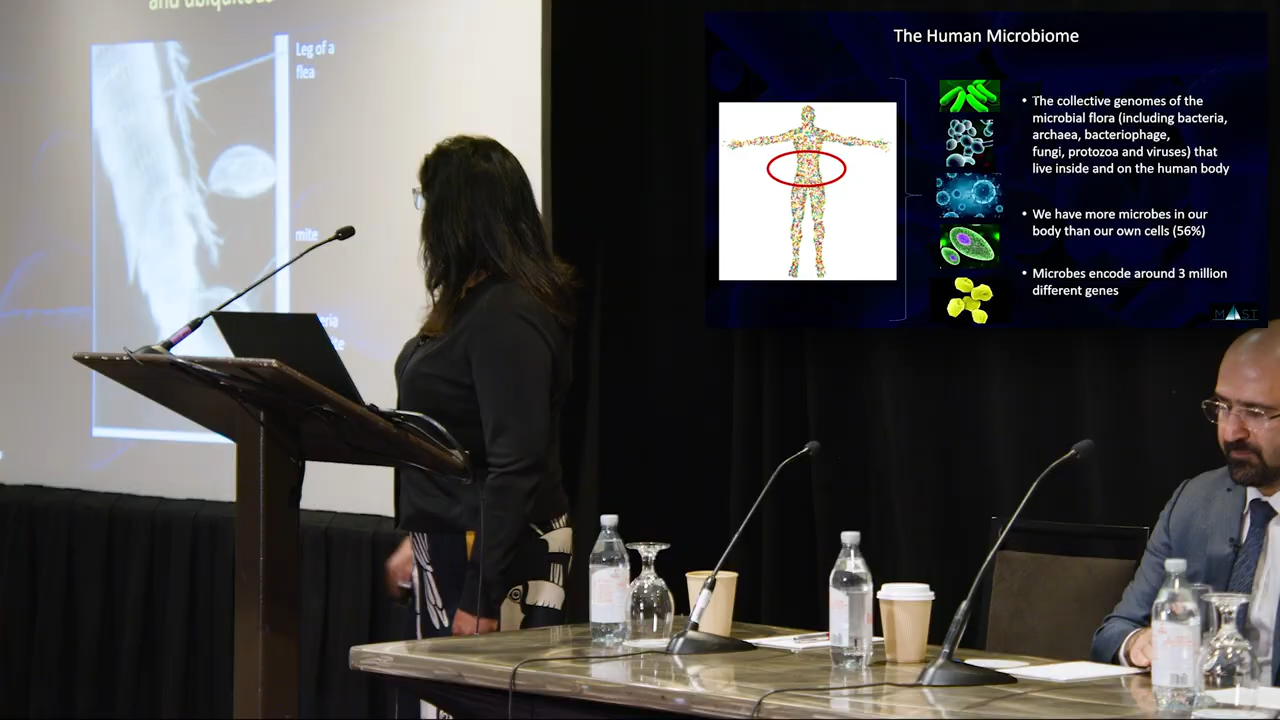 and ubiquitous
Leg of a
flea
mite
The Human Microbiome
• The collective genomes of the
microbial flora (including bacteria,
archaea, bacteriophage,
fungi, protozoa and viruses) that
live inside and on the human body
• We have more microbes in our
body than our own cells (56%)
• Microbes encode around 3 million
different genes
MAST